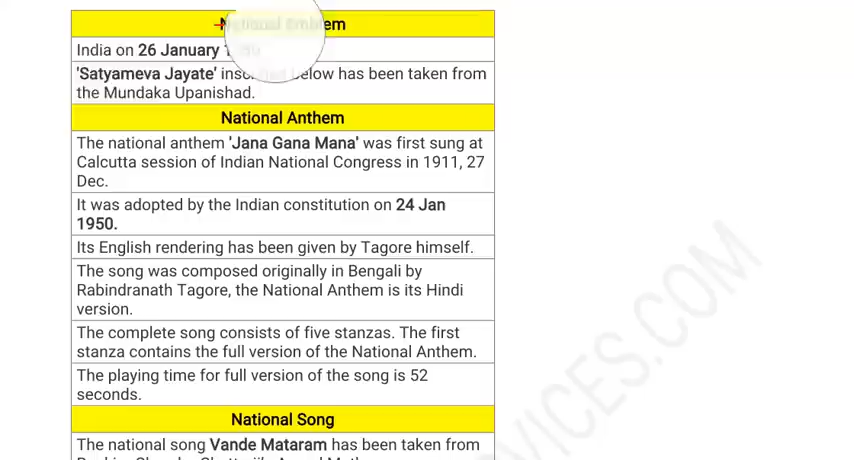 National Emblem
India on 26 January
'Satyameva Jayate' inscribed below has been taken from
the Mundaka Upanishad.
National Anthem
The national anthem 'Jana Gana Mana' was first sung at
Calcutta session of Indian National Congress in 1911, 27
Dec.
It was adopted by the Indian constitution on 24 Jan
1950.
Its English rendering has been given by Tagore himself.
The song was composed originally in Bengali by
Rabindranath Tagore, the National Anthem is its Hindi
version.
The complete song consists of five stanzas. The first
stanza contains the full version of the National Anthem.
The playing time for full version of the song is 52
seconds.
National Song
The national song Vande Mataram has been taken from
VICES.COM